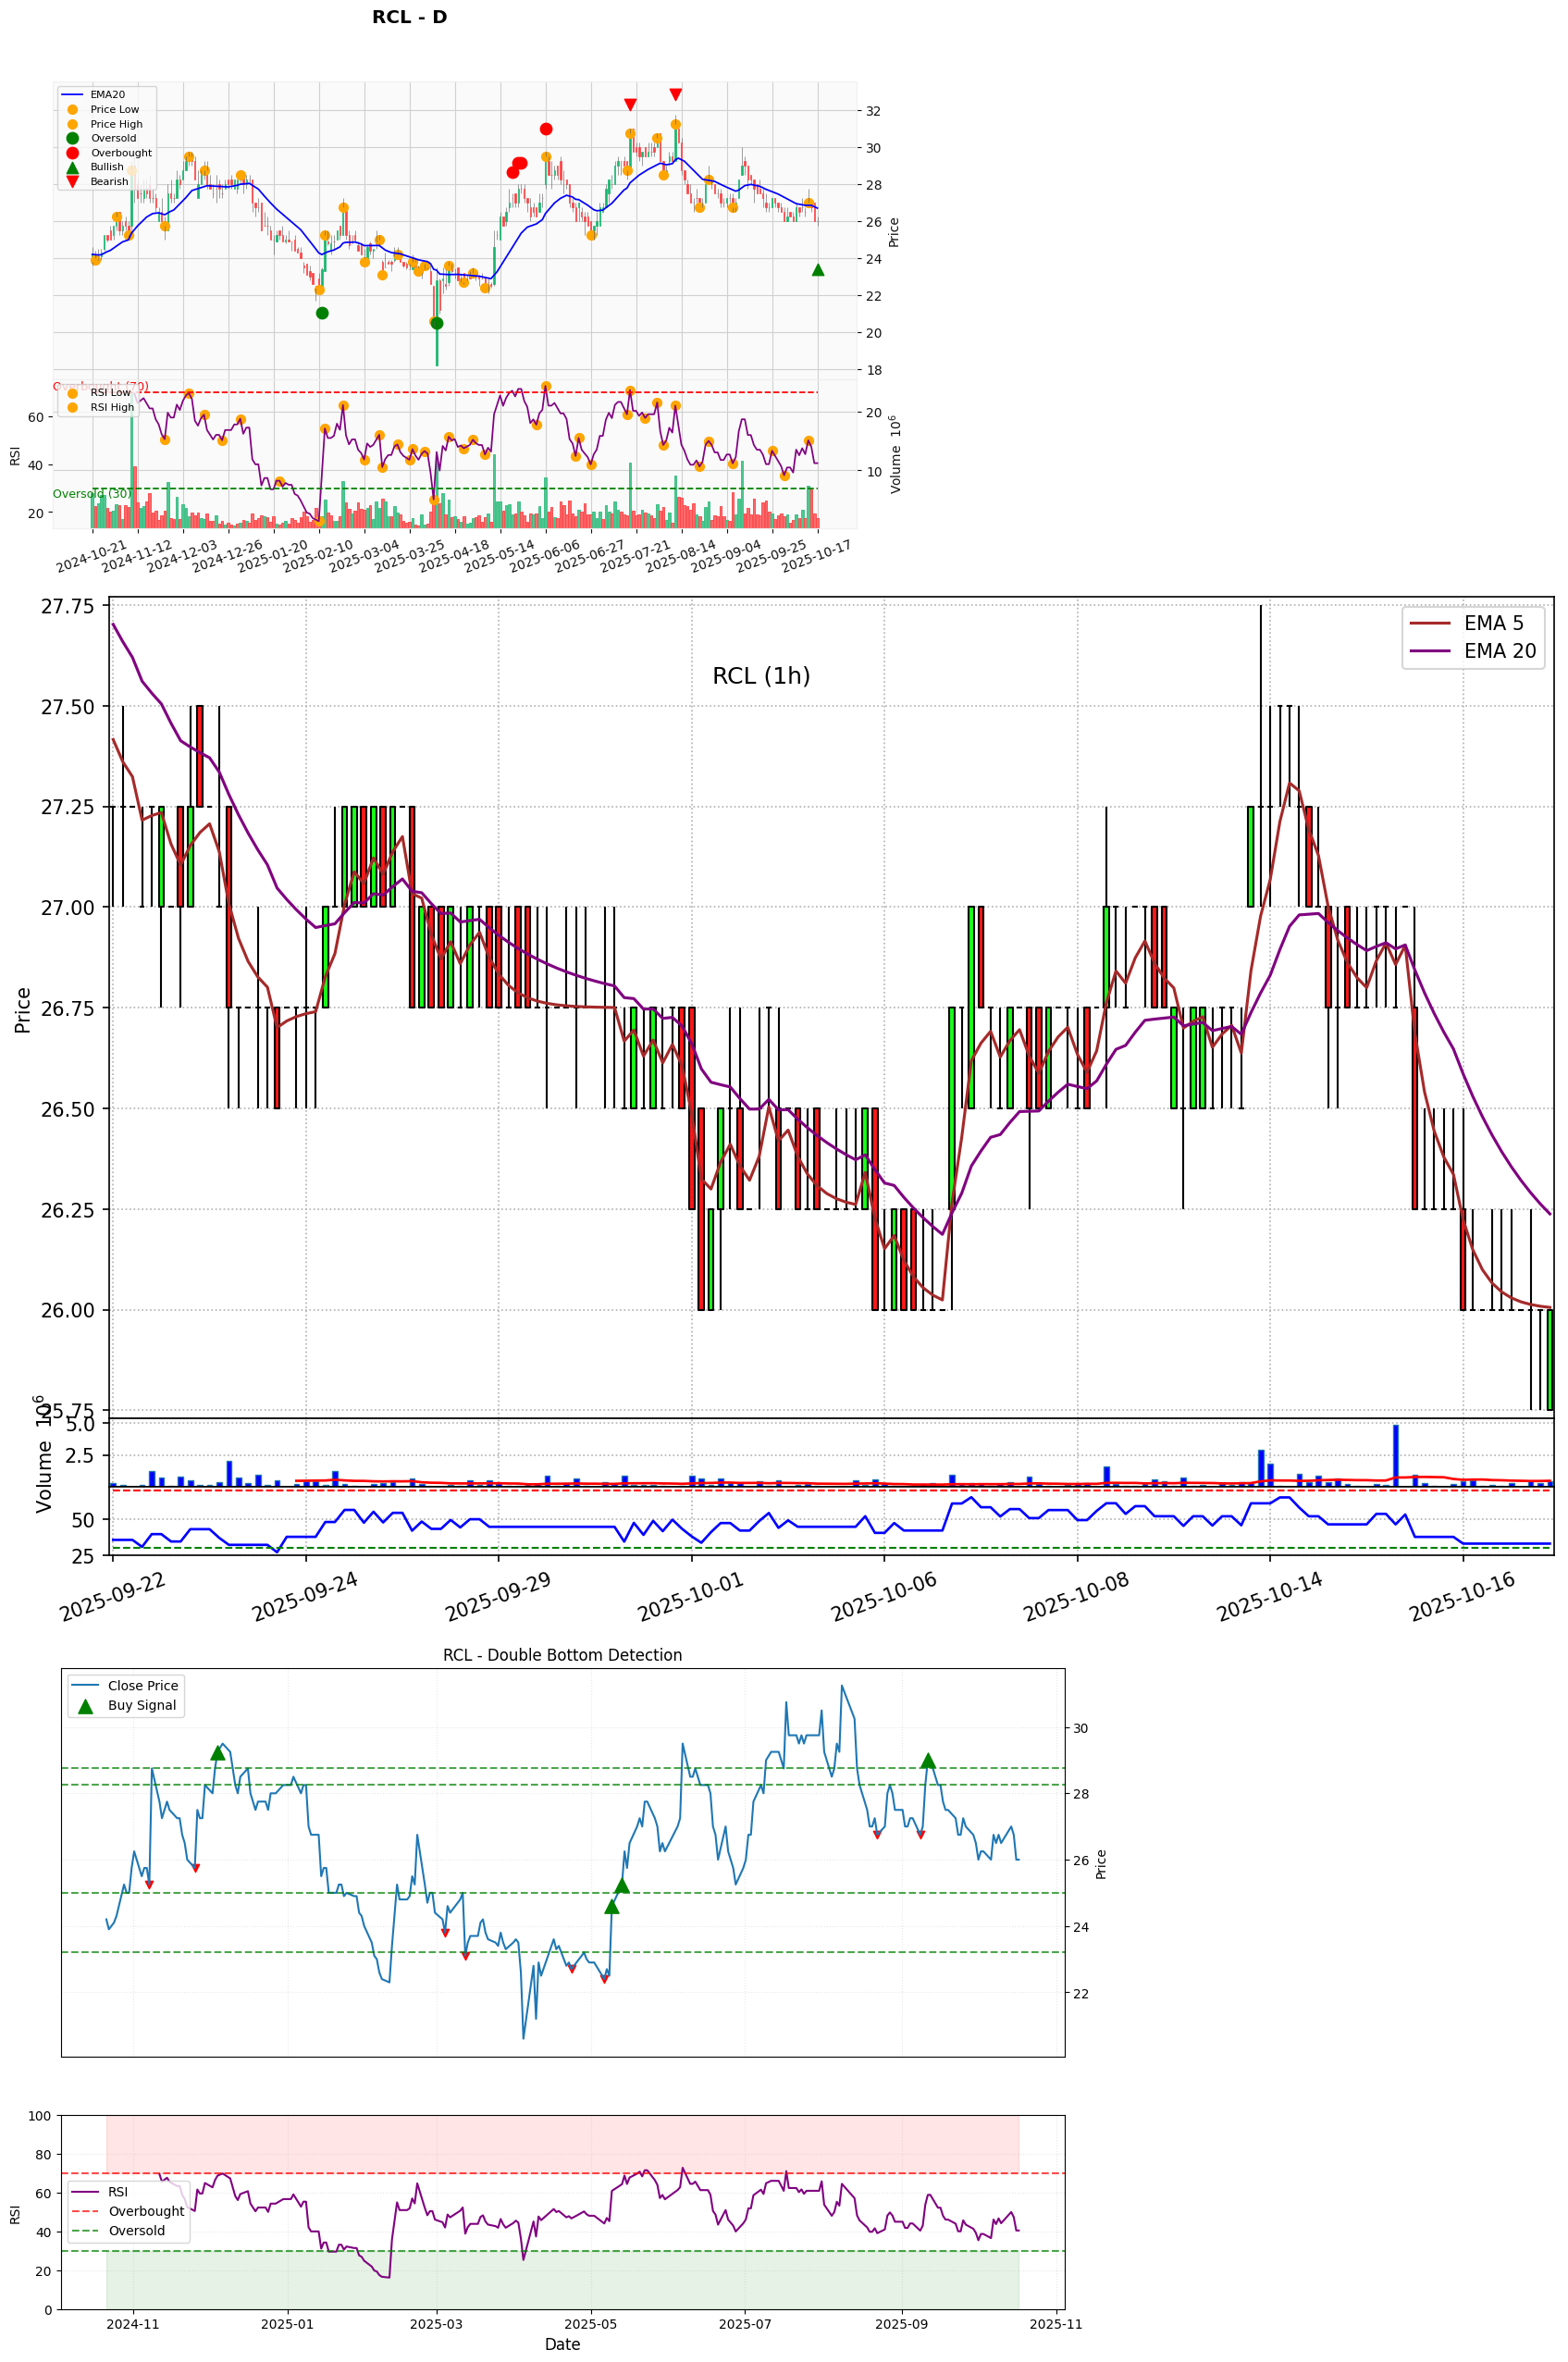 RCL - D
EMA20
Price Low
Price High
Oversold
Overbought
Bullish
Bearish
32
30
28
26
24
22
20
18
Price
Overbought (70)
RSI Low
RSI High
Oversold (30)
60
40
20
RSI
20
10
Volume 10^6
2024-10-21
2024-11-12
2024-12-03
2024-12-26
2025-01-20
2025-02-10
2025-03-04
2025-03-25
2025-04-18
2025-05-14
2025-06-06
2025-06-27
2025-07-21
2025-08-14
2025-09-04
2025-09-25
2025-10-17
RCL (1h)
EMA 5
EMA 20
27.75
27.50
27.25
27.00
26.75
26.50
26.25
26.00
25.75
Price
5.0
2.5
Volume 10^6
50
25
2025-09-22
2025-09-24
2025-09-29
2025-10-01
2025-10-06
2025-10-08
2025-10-14
2025-10-16
RCL - Double Bottom Detection
Close Price
Buy Signal
30
28
26
24
22
Price
100
80
60
40
20
0
RSI
RSI
Overbought
Oversold
2024-11
2025-01
2025-03
2025-05
2025-07
2025-09
2025-11
Date